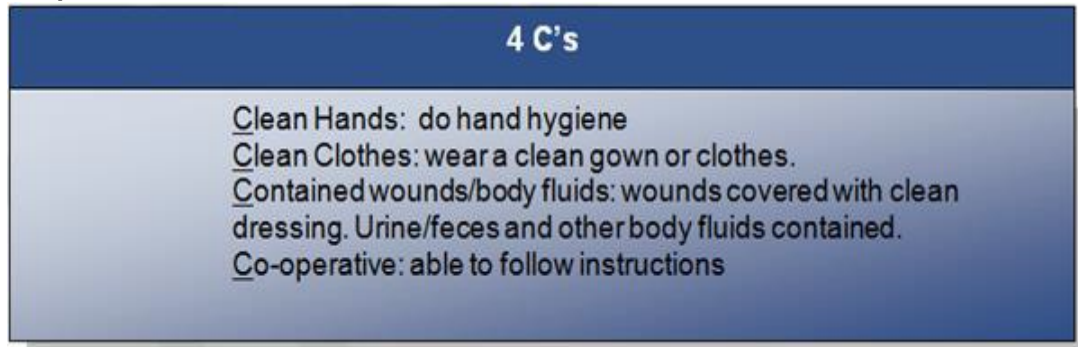 4 C's
Clean Hands: do hand hygiene
Clean Clothes: wear a clean gown or clothes.
Contained wounds/body fluids: wounds covered with clean
dressing. Urine/feces and other body fluids contained.
Co-operative: able to follow instructions